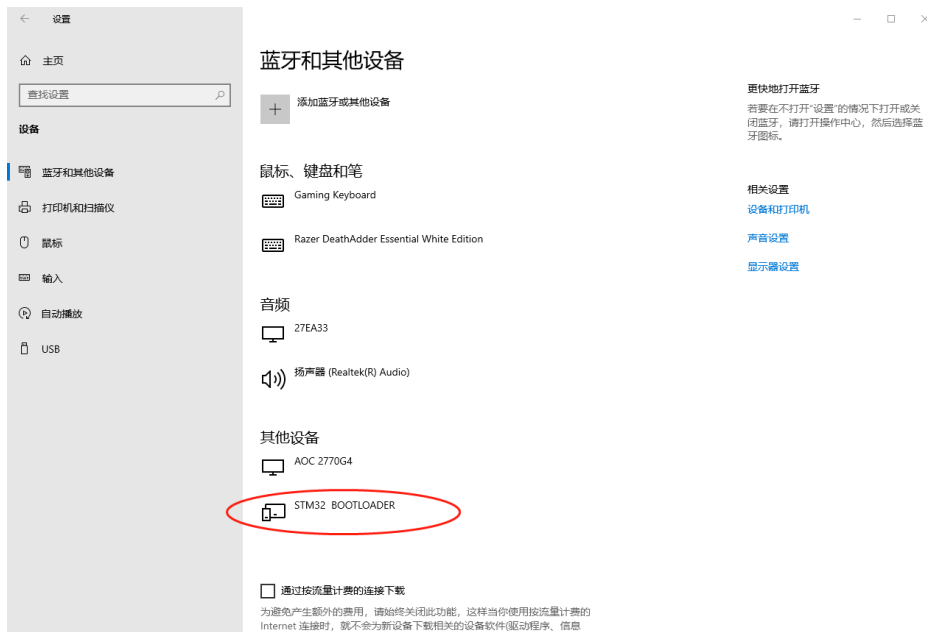 设置
主页
查找设置
设备
蓝牙和其他设备
打印机和扫描仪
鼠标
输入
自动播放
USB
蓝牙和其他设备
添加蓝牙或其他设备
鼠标、键盘和笔
Gaming Keyboard
Razer DeathAdder Essential White Edition
音频
27EA33
扬声器 (Realtek(R) Audio)
其他设备
AOC 2770G4
STM32  BOOTLOADER
通过按流量计费的连接下载
为避免产生额外的费用，请始终关闭此功能，这样当你使用按流量计费的
Internet 连接时，就不会为新设备下载相关的设备软件(驱动程序、信息
更快地打开蓝牙
若要在不打开"设置"的情况下打开或关
闭蓝牙，请打开操作中心，然后选择蓝
牙图标。
相关设置
设备和打印机
声音设置
显示器设置